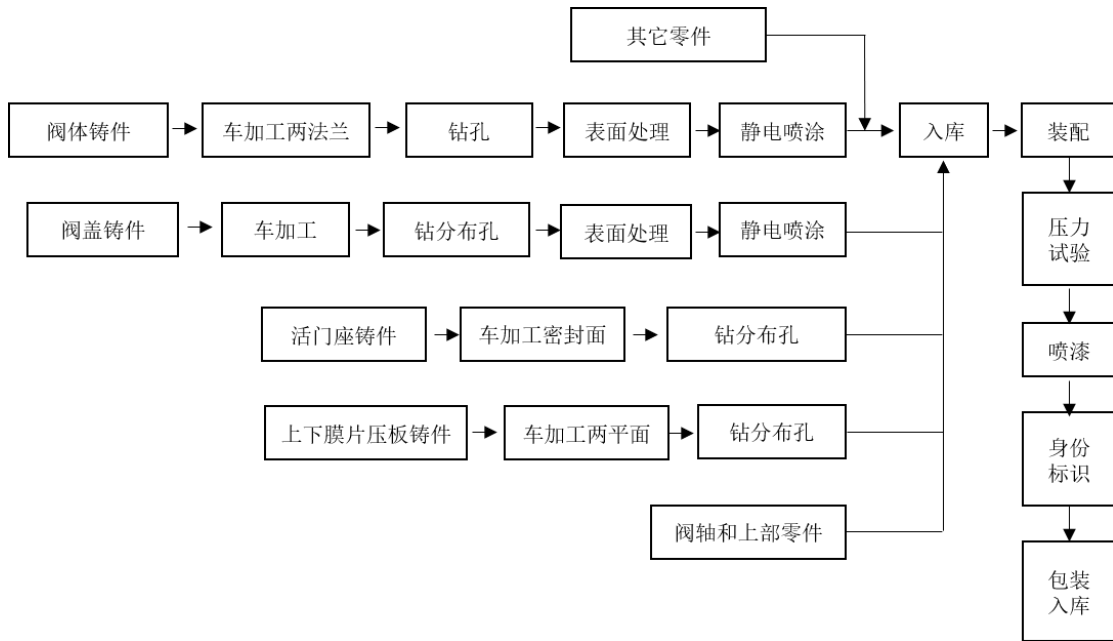 其它零件
阀体铸件
车加工两法兰
钻孔
表面处理
静电喷涂
入库
装配
阀盖铸件
车加工
钻分布孔
表面处理
静电喷涂
压力
试验
活门座铸件
车加工密封面
钻分布孔
喷漆
上下膜片压板铸件
车加工两平面
钻分布孔
身份
标识
阀轴和上部零件
包装
入库